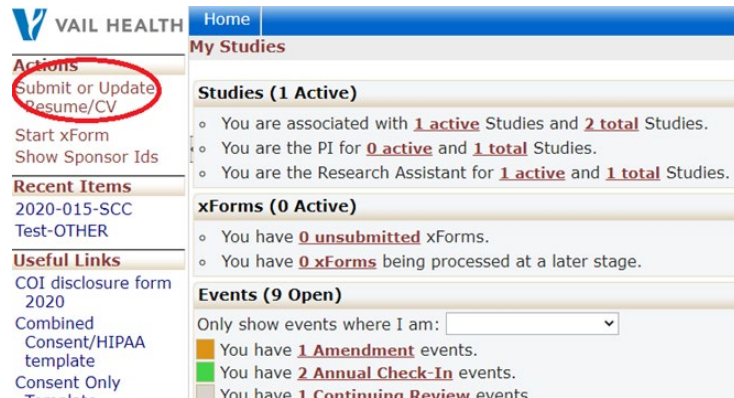 VAIL HEALTH
Home
My Studies
Actions
Submit or Update
Resume/CV
Start xForm
Show Sponsor Ids
Recent Items
2020-015-SCC
Test-OTHER
Useful Links
COI disclosure form
2020
Combined
Consent/HIPAA
template
Consent Only
Template
Studies (1 Active)
You are associated with 1 active Studies and 2 total Studies.
You are the PI for 0 active and 1 total Studies.
You are the Research Assistant for 1 active and 1 total Studies.
xForms (0 Active)
You have 0 unsubmitted xForms.
You have 0 xForms being processed at a later stage.
Events (9 Open)
Only show events where I am:
You have 1 Amendment events.
You have 2 Annual Check-In events.
You have 1 Continuing Review events.